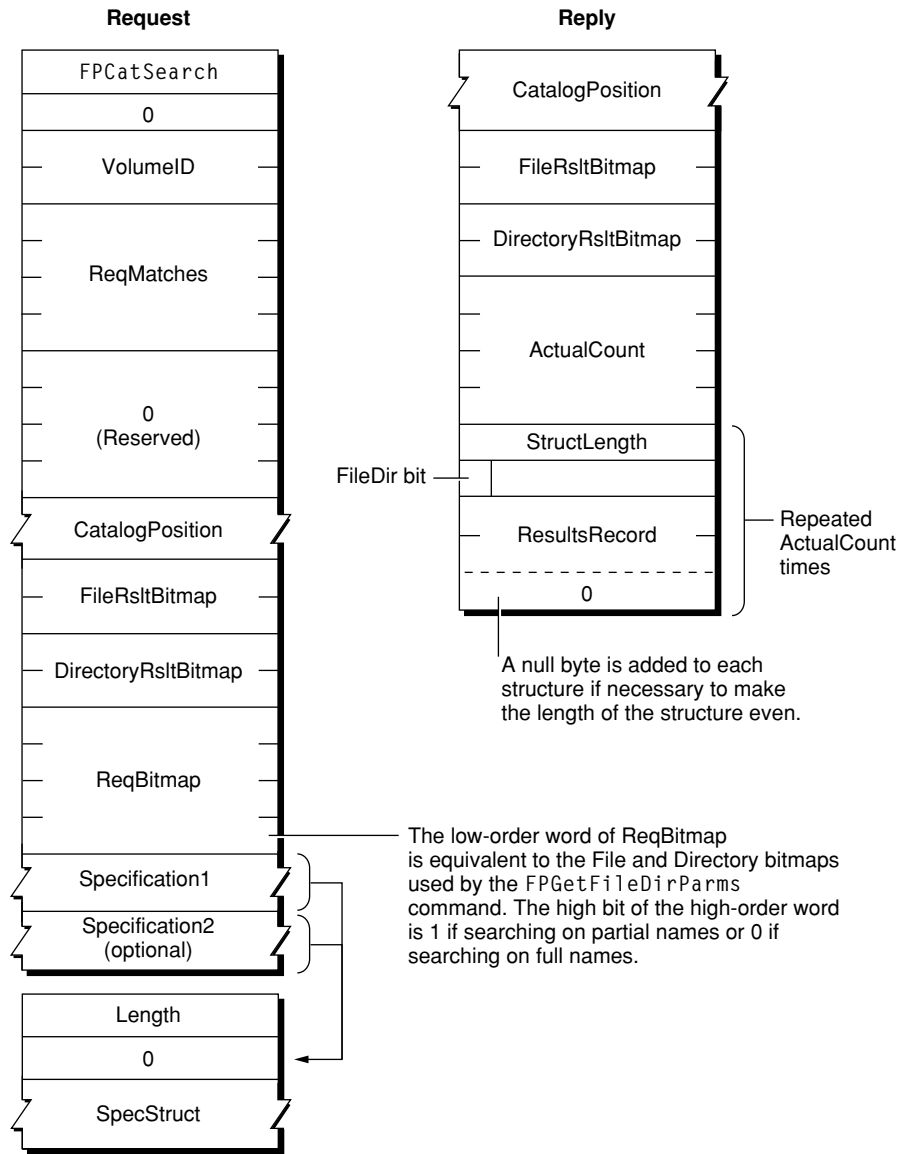 Request
FPCatSearch
0
VolumeID
ReqMatches
0
(Reserved)
CatalogPosition
FileRsltBitmap
DirectoryRsltBitmap
ReqBitmap
Specification1
Specification2
(optional)
Length
0
SpecStruct
Reply
CatalogPosition
FileRsltBitmap
DirectoryRsltBitmap
ActualCount
StructLength
FileDir bit
ResultsRecord
0
Repeated
ActualCount
times
A null byte is added to each
structure if necessary to make
the length of the structure even.
The low-order word of ReqBitmap
is equivalent to the File and Directory bitmaps
used by the FPGetFileDirParms
command. The high bit of the high-order word
is 1 if searching on partial names or 0 if
searching on full names.